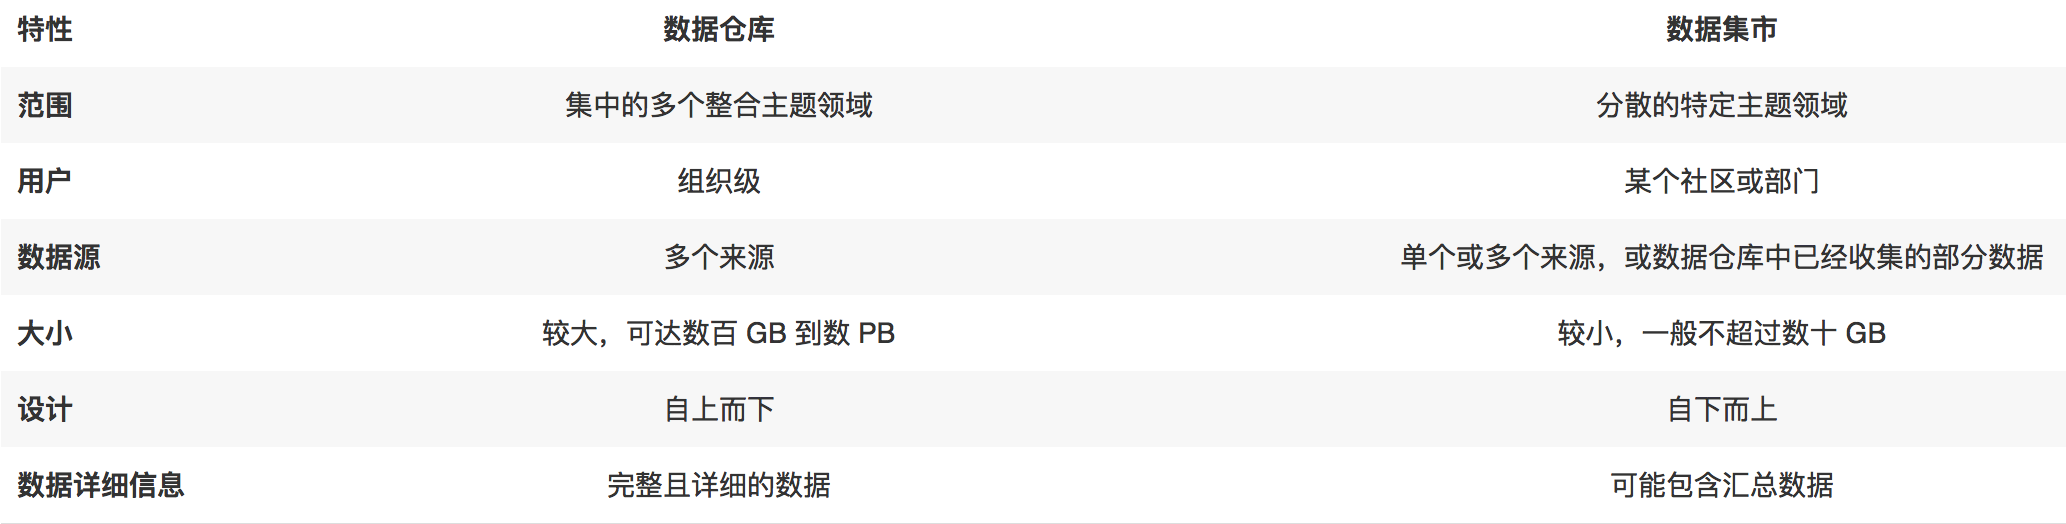 特性 数据仓库 数据集市
范围 集中的多个整合主题领域 分散的特定主题领域
用户 组织级 某个社区或部门
数据源 多个来源 单个或多个来源，或数据仓库中已经收集的部分数据
大小 较大，可达数百 GB 到数 PB 较小，一般不超过数十 GB
设计 自上而下 自下而上
数据详细信息 完整且详细的数据 可能包含汇总数据